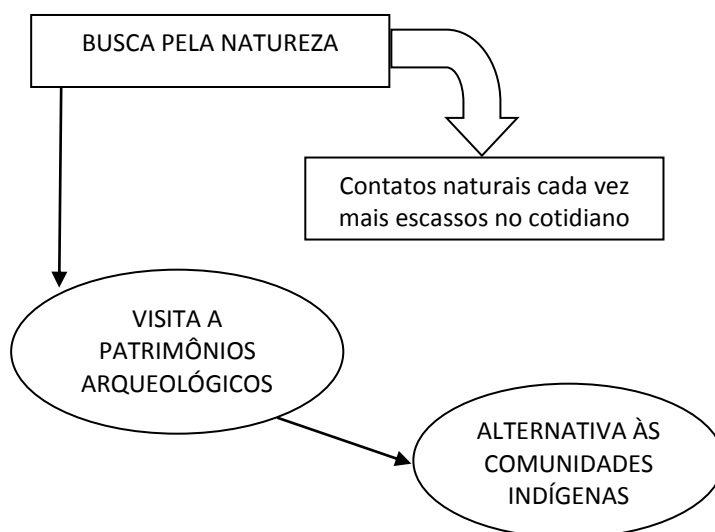 BUSCA PELA NATUREZA
Contatos naturais cada vez
mais escassos no cotidiano
VISITA A
PATRIMÔNIOS
ARQUEOLÓGICOS
ALTERNATIVA ÀS
COMUNIDADES
INDÍGENAS